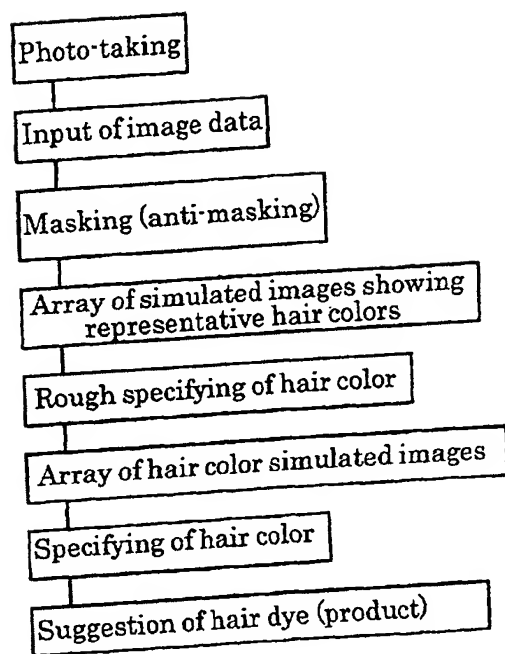 Photo-taking
Input of image data
Masking (anti-masking)
Array of simulated images showing
representative hair colors
Rough specifying of hair color
Array of hair color simulated images
Specifying of hair color
Suggestion of hair dye (product)